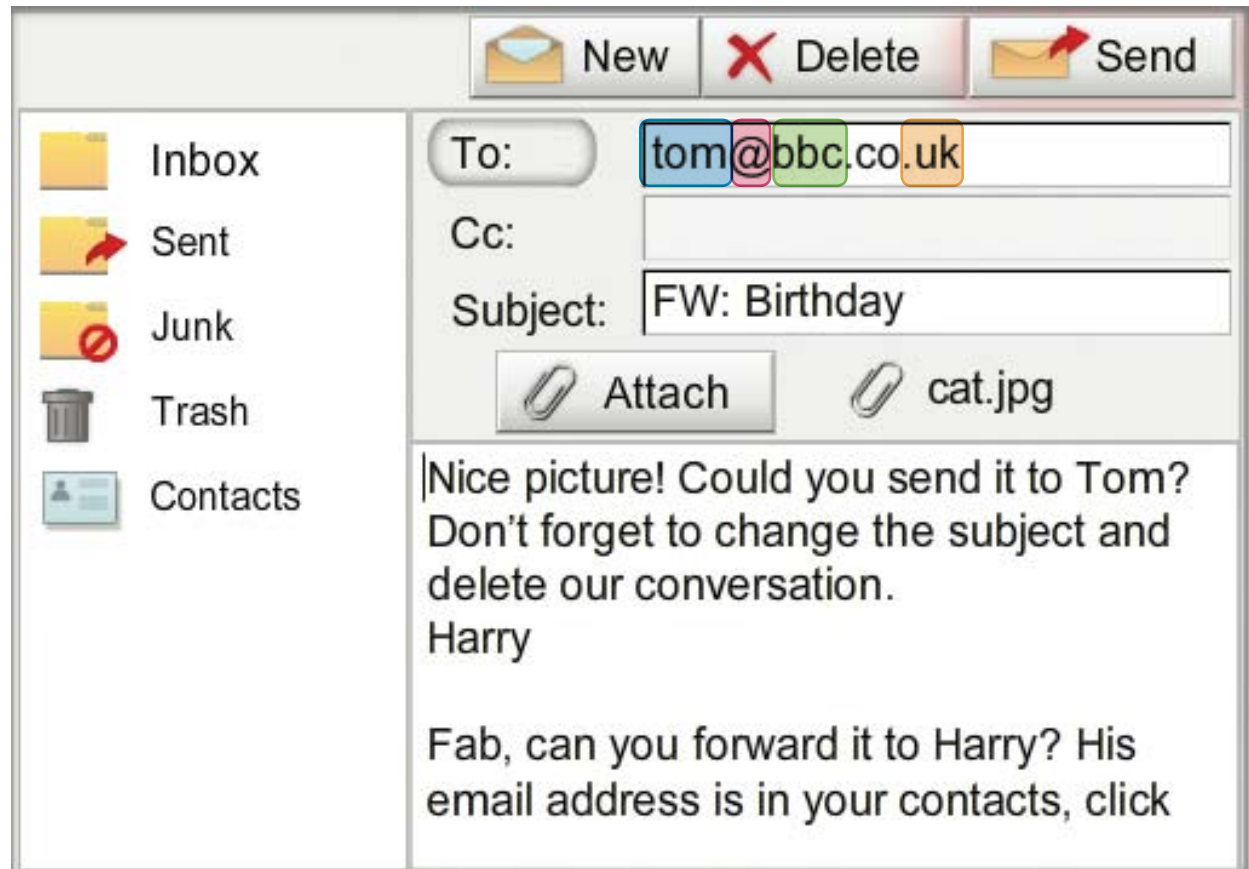 New Delete Send
Inbox
Sent
Junk
Trash
Contacts
To: tom@bbc.co.uk
Cc:
Subject: FW: Birthday
Attach cat.jpg
Nice picture! Could you send it to Tom?
Don't forget to change the subject and
delete our conversation.
Harry
Fab, can you forward it to Harry? His
email address is in your contacts, click